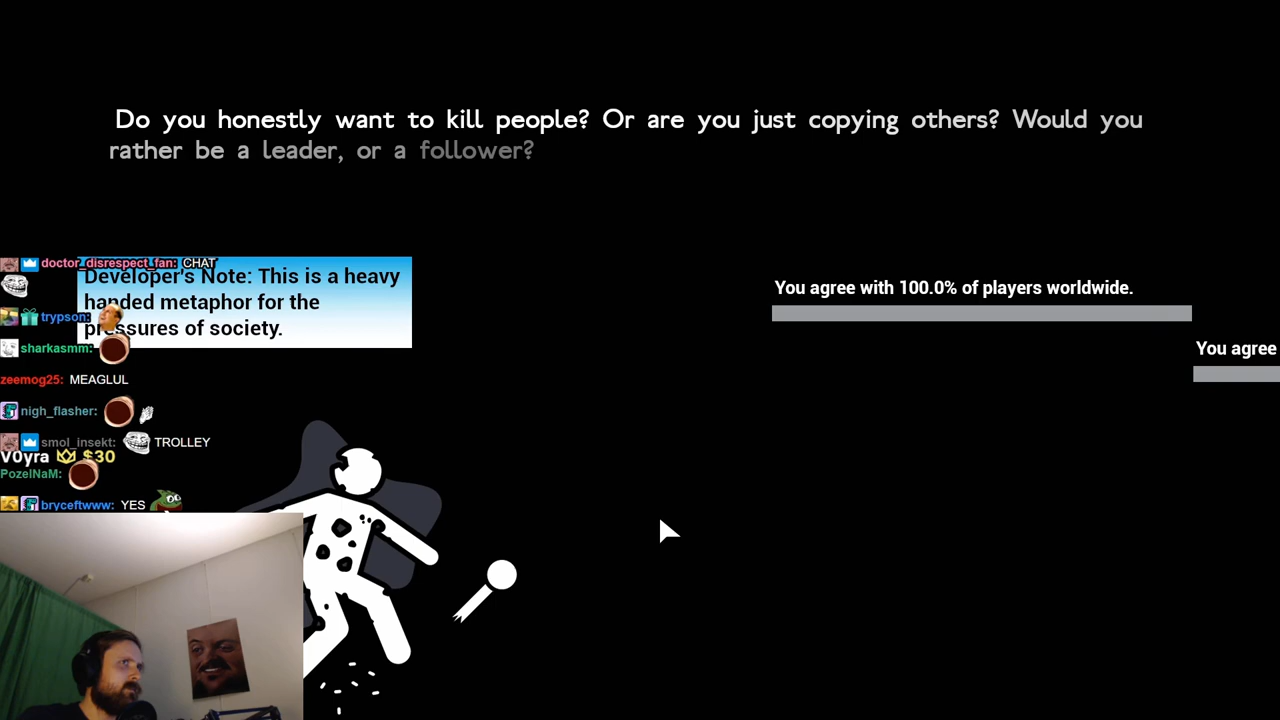 Do you honestly want to kill people? Or are you just copying others? Would you
rather be a leader, or a follower?
doctor_disrespect_fan: CHAT
Developer's Note: This is a heavy
handed metaphor for the
pressures of society.
You agree with 100.0% of players worldwide.
You agree
trypson:
sharkasmm:
zeemog25: MEAGLUL
nigh_flasher:
smol_insekt: TROLLEY
V0yra $30
PozelNaM:
bryceftwww: YES